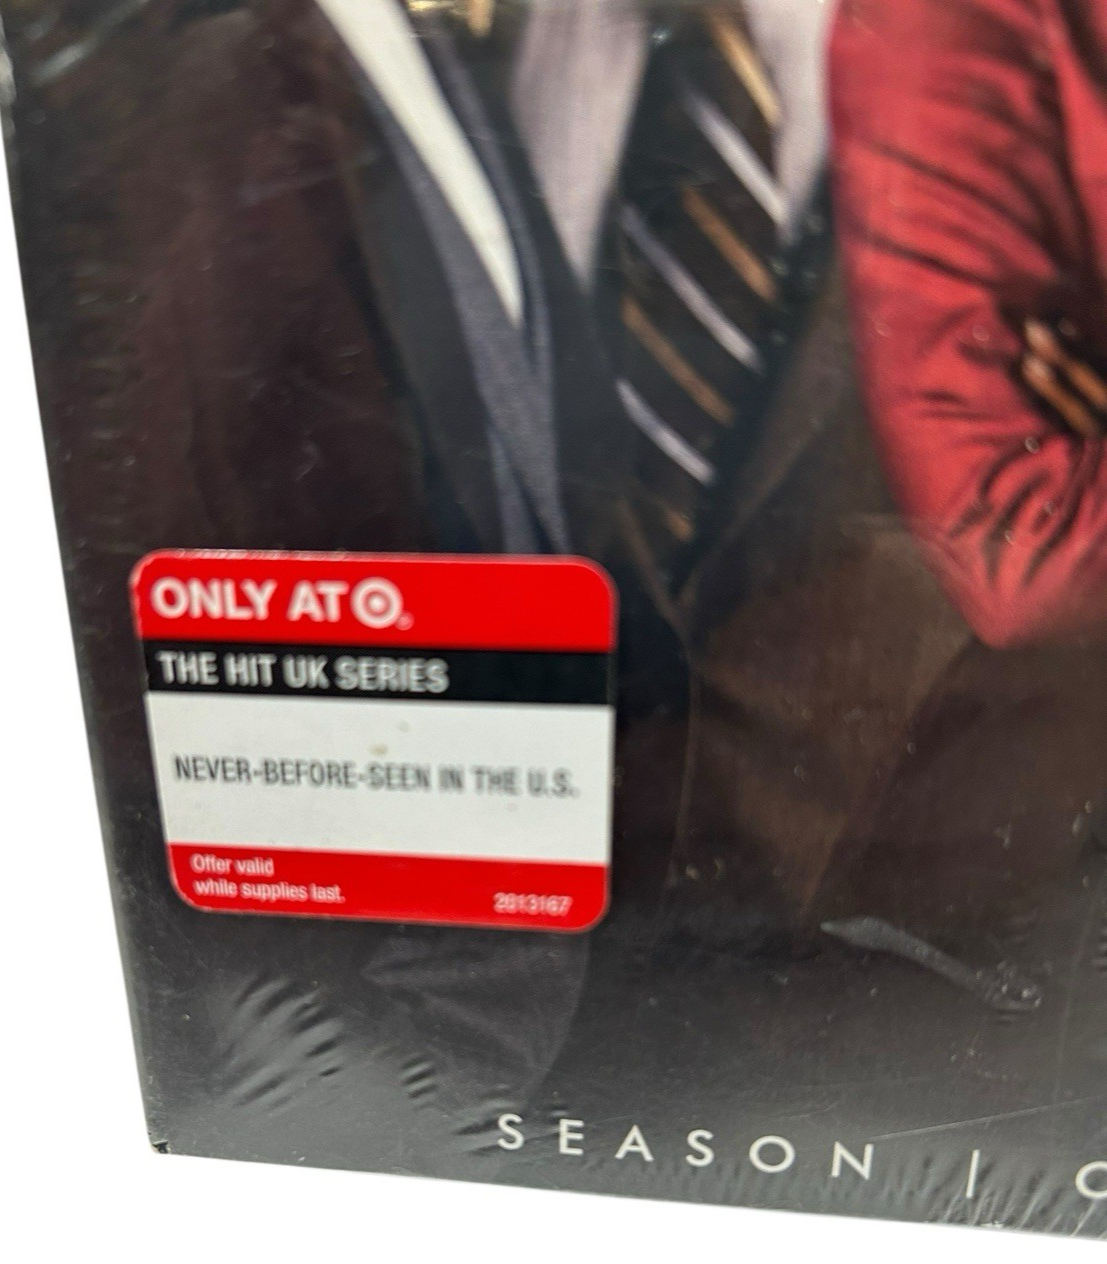 ONLY AT
THE HIT UK SERIES
NEVER-BEFORE-SEEN IN THE U.S.
Offer valid
while supplies last.
2013167
SEASON |